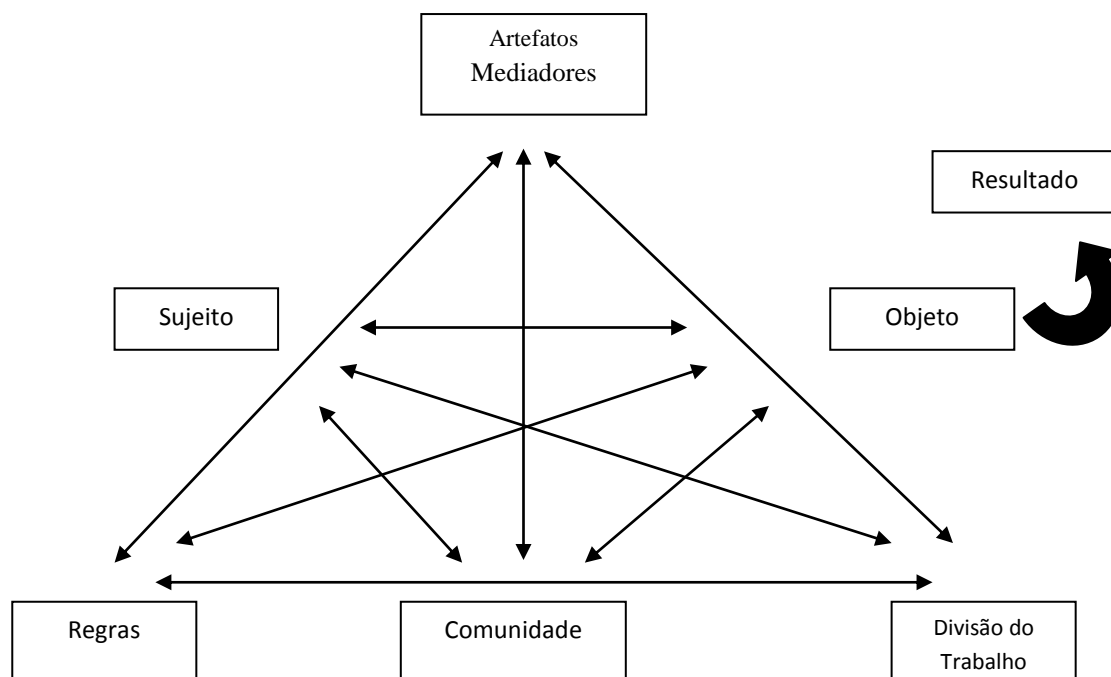 Artefatos
Mediadores
Resultado
Sujeito
Objeto
Regras
Comunidade
Divisão do
Trabalho